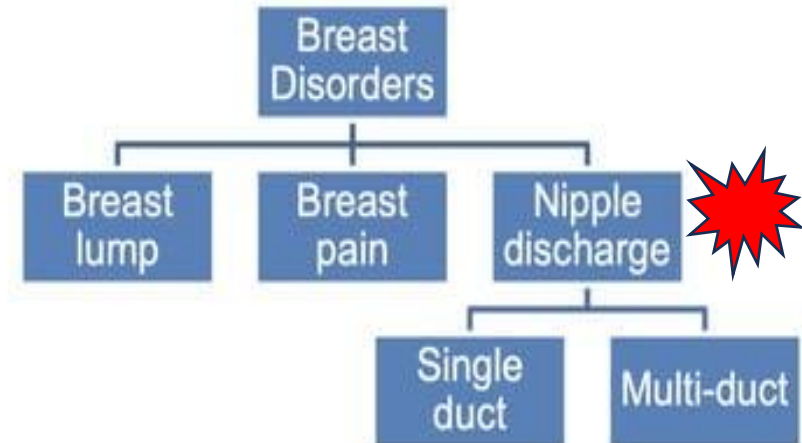 Breast
Disorders
Breast
lump
Breast
pain
Nipple
discharge
Single
duct
Multi-duct